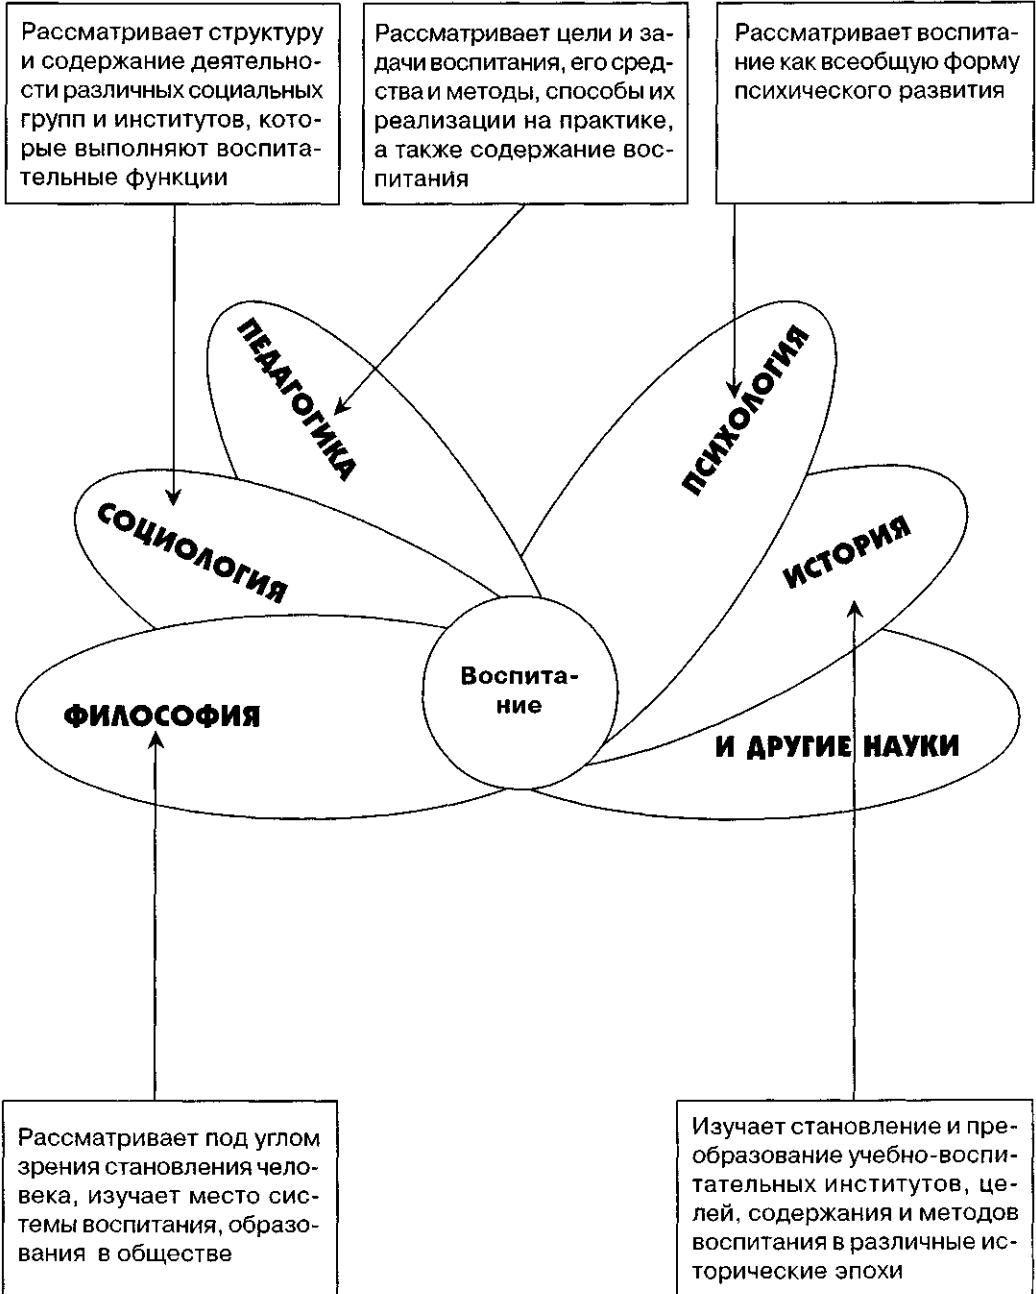 Рассматривает структуру
и содержание деятельно-
сти различных социальных
групп и институтов, кото-
рые выполняют воспита-
тельные функции
Рассматривает цели и за-
дачи воспитания, его сред-
ства и методы, способы их
реализации на практике,
а также содержание вос-
питания
Рассматривает воспита-
ние как всеобщую форму
психического развития
ПЕДАГОГИКА
ПСИХОЛОГИЯ
СОЦИОЛОГИЯ
ИСТОРИЯ
Воспита-
ние
ФИЛОСОФИЯ
И ДРУГИЕ НАУКИ
Рассматривает под углом
зрения становления чело-
века, изучает место сис-
темы воспитания, образо-
вания в обществе
Изучает становление и пре-
образование учебно-воспи-
тательных институтов, це-
лей, содержания и методов
воспитания в различные ис-
торические эпохи